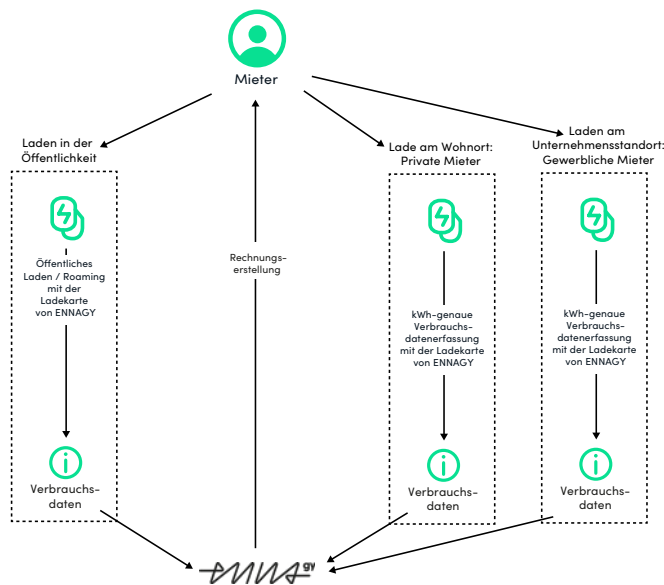 Mieter
Laden in der
Öffentlichkeit
Öffentliches
Laden / Roaming
mit der
Ladekarte
von ENNAGY
Verbrauchs-
daten
Rechnungs-
erstellung
Lade am Wohnort:
Private Mieter
kWh-genaue
Verbrauchs-
datenerfassung
mit der Ladekarte
von ENNAGY
Verbrauchs-
daten
Laden am
Unternehmensstandort:
Gewerbliche Mieter
kWh-genaue
Verbrauchs-
datenerfassung
mit der Ladekarte
von ENNAGY
Verbrauchs-
daten
enna gy